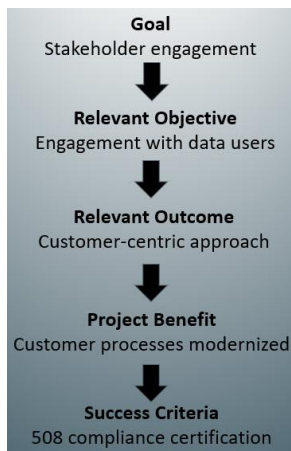 Goal
Stakeholder engagement
Relevant Objective
Engagement with data users
Relevant Outcome
Customer-centric approach
Project Benefit
Customer processes modernized
Success Criteria
508 compliance certification